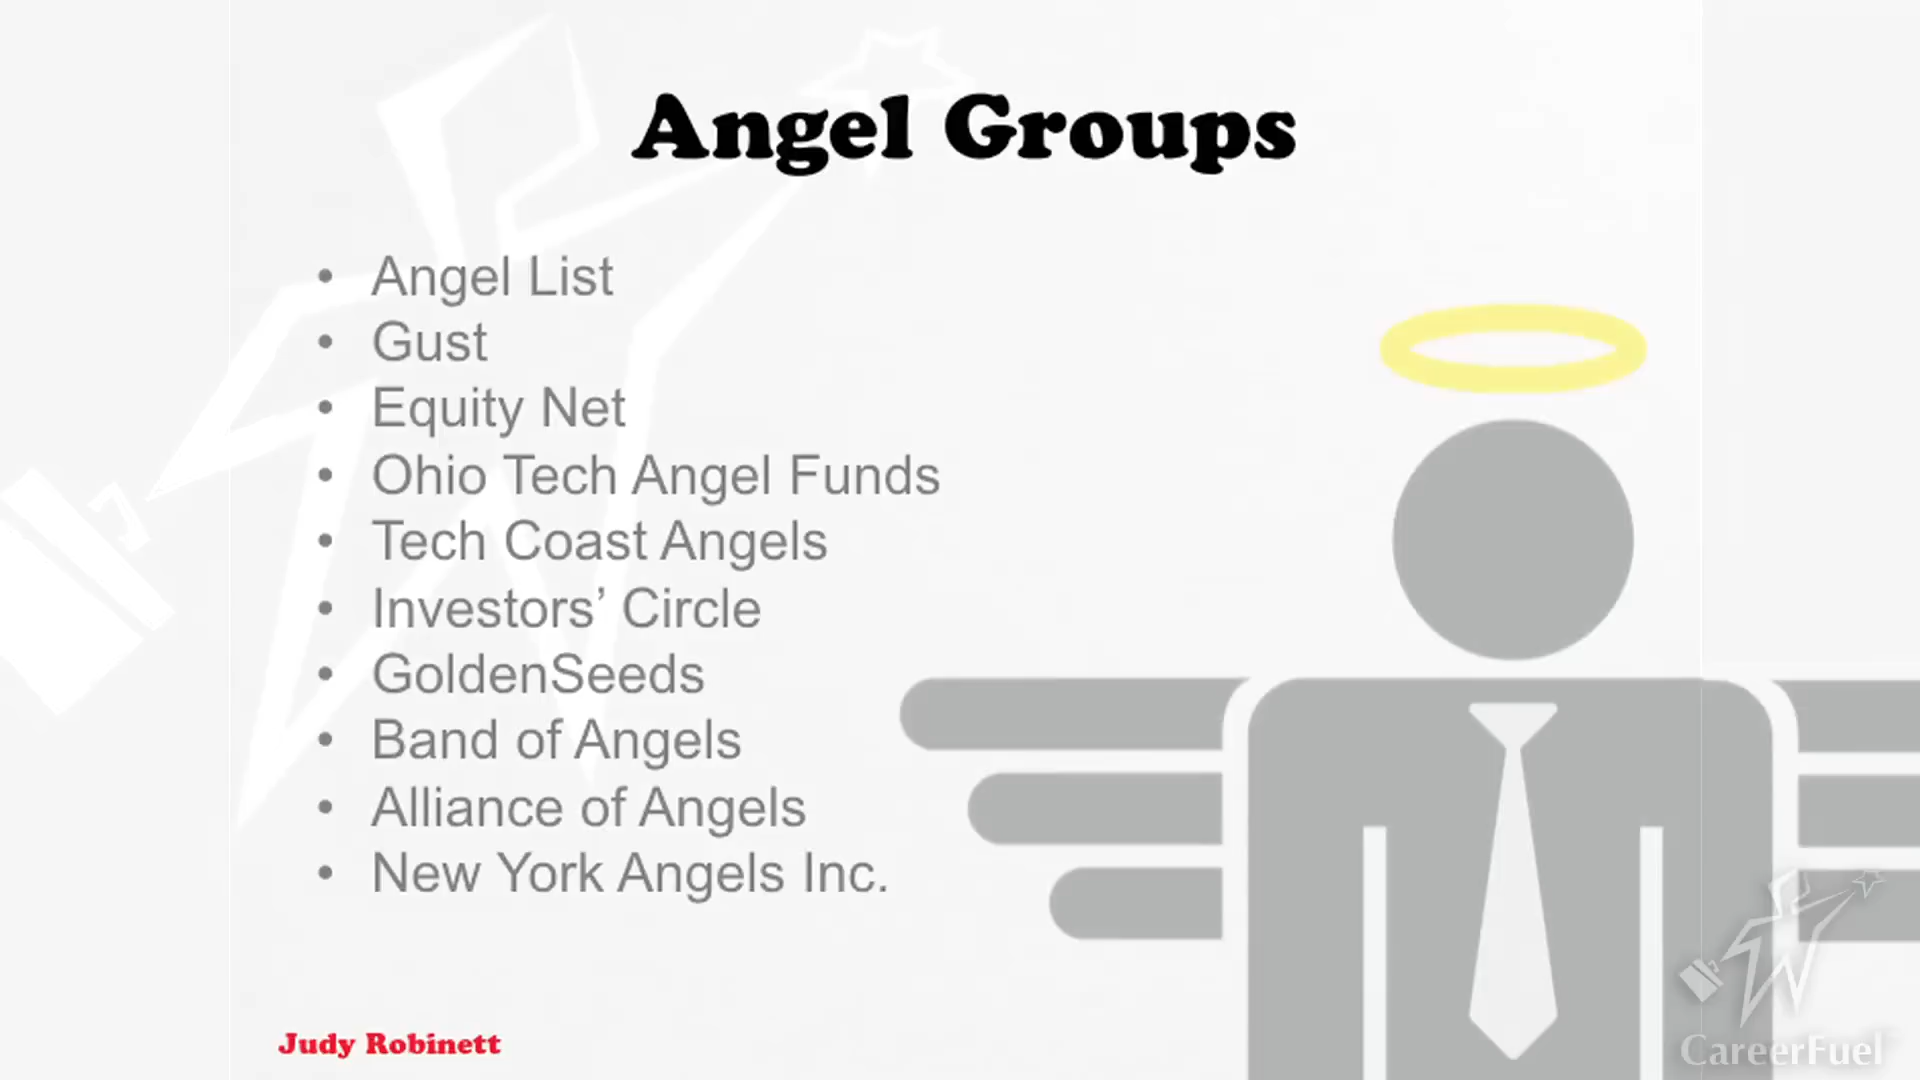 Angel Groups
• Angel List
• Gust
• Equity Net
• Ohio Tech Angel Funds
• Tech Coast Angels
• Investors’ Circle
• GoldenSeeds
• Band of Angels
• Alliance of Angels
• New York Angels Inc.
Judy Robinett
CareerFuel